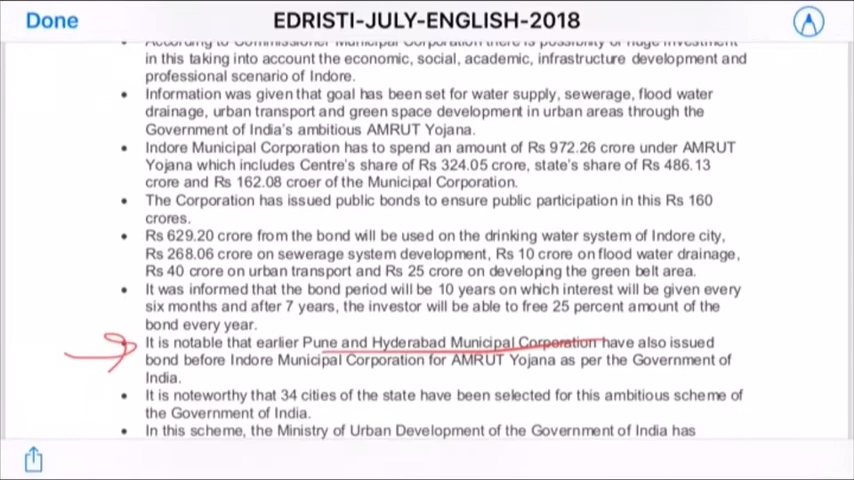 Done
EDRISTI-JULY-ENGLISH-2018
• According to Commissioner Municipal Corporation there is possibility of huge investment
in this taking into account the economic, social, academic, infrastructure development and
professional scenario of Indore.
• Information was given that goal has been set for water supply, sewerage, flood water
drainage, urban transport and green space development in urban areas through the
Government of India's ambitious AMRUT Yojana.
• Indore Municipal Corporation has to spend an amount of Rs 972.26 crore under AMRUT
Yojana which includes Centre's share of Rs 324.05 crore, state's share of Rs 486.13
crore and Rs 162.08 croer of the Municipal Corporation.
• The Corporation has issued public bonds to ensure public participation in this Rs 160
crores.
• Rs 629.20 crore from the bond will be used on the drinking water system of Indore city,
Rs 268.06 crore on sewerage system development, Rs 10 crore on flood water drainage,
Rs 40 crore on urban transport and Rs 25 crore on developing the green belt area.
• It was informed that the bond period will be 10 years on which interest will be given every
six months and after 7 years, the investor will be able to free 25 percent amount of the
bond every year.
• It is notable that earlier Pune and Hyderabad Municipal Corporation have also issued
bond before Indore Municipal Corporation for AMRUT Yojana as per the Government of
India.
• It is noteworthy that 34 cities of the state have been selected for this ambitious scheme of
the Government of India.
• In this scheme, the Ministry of Urban Development of the Government of India has